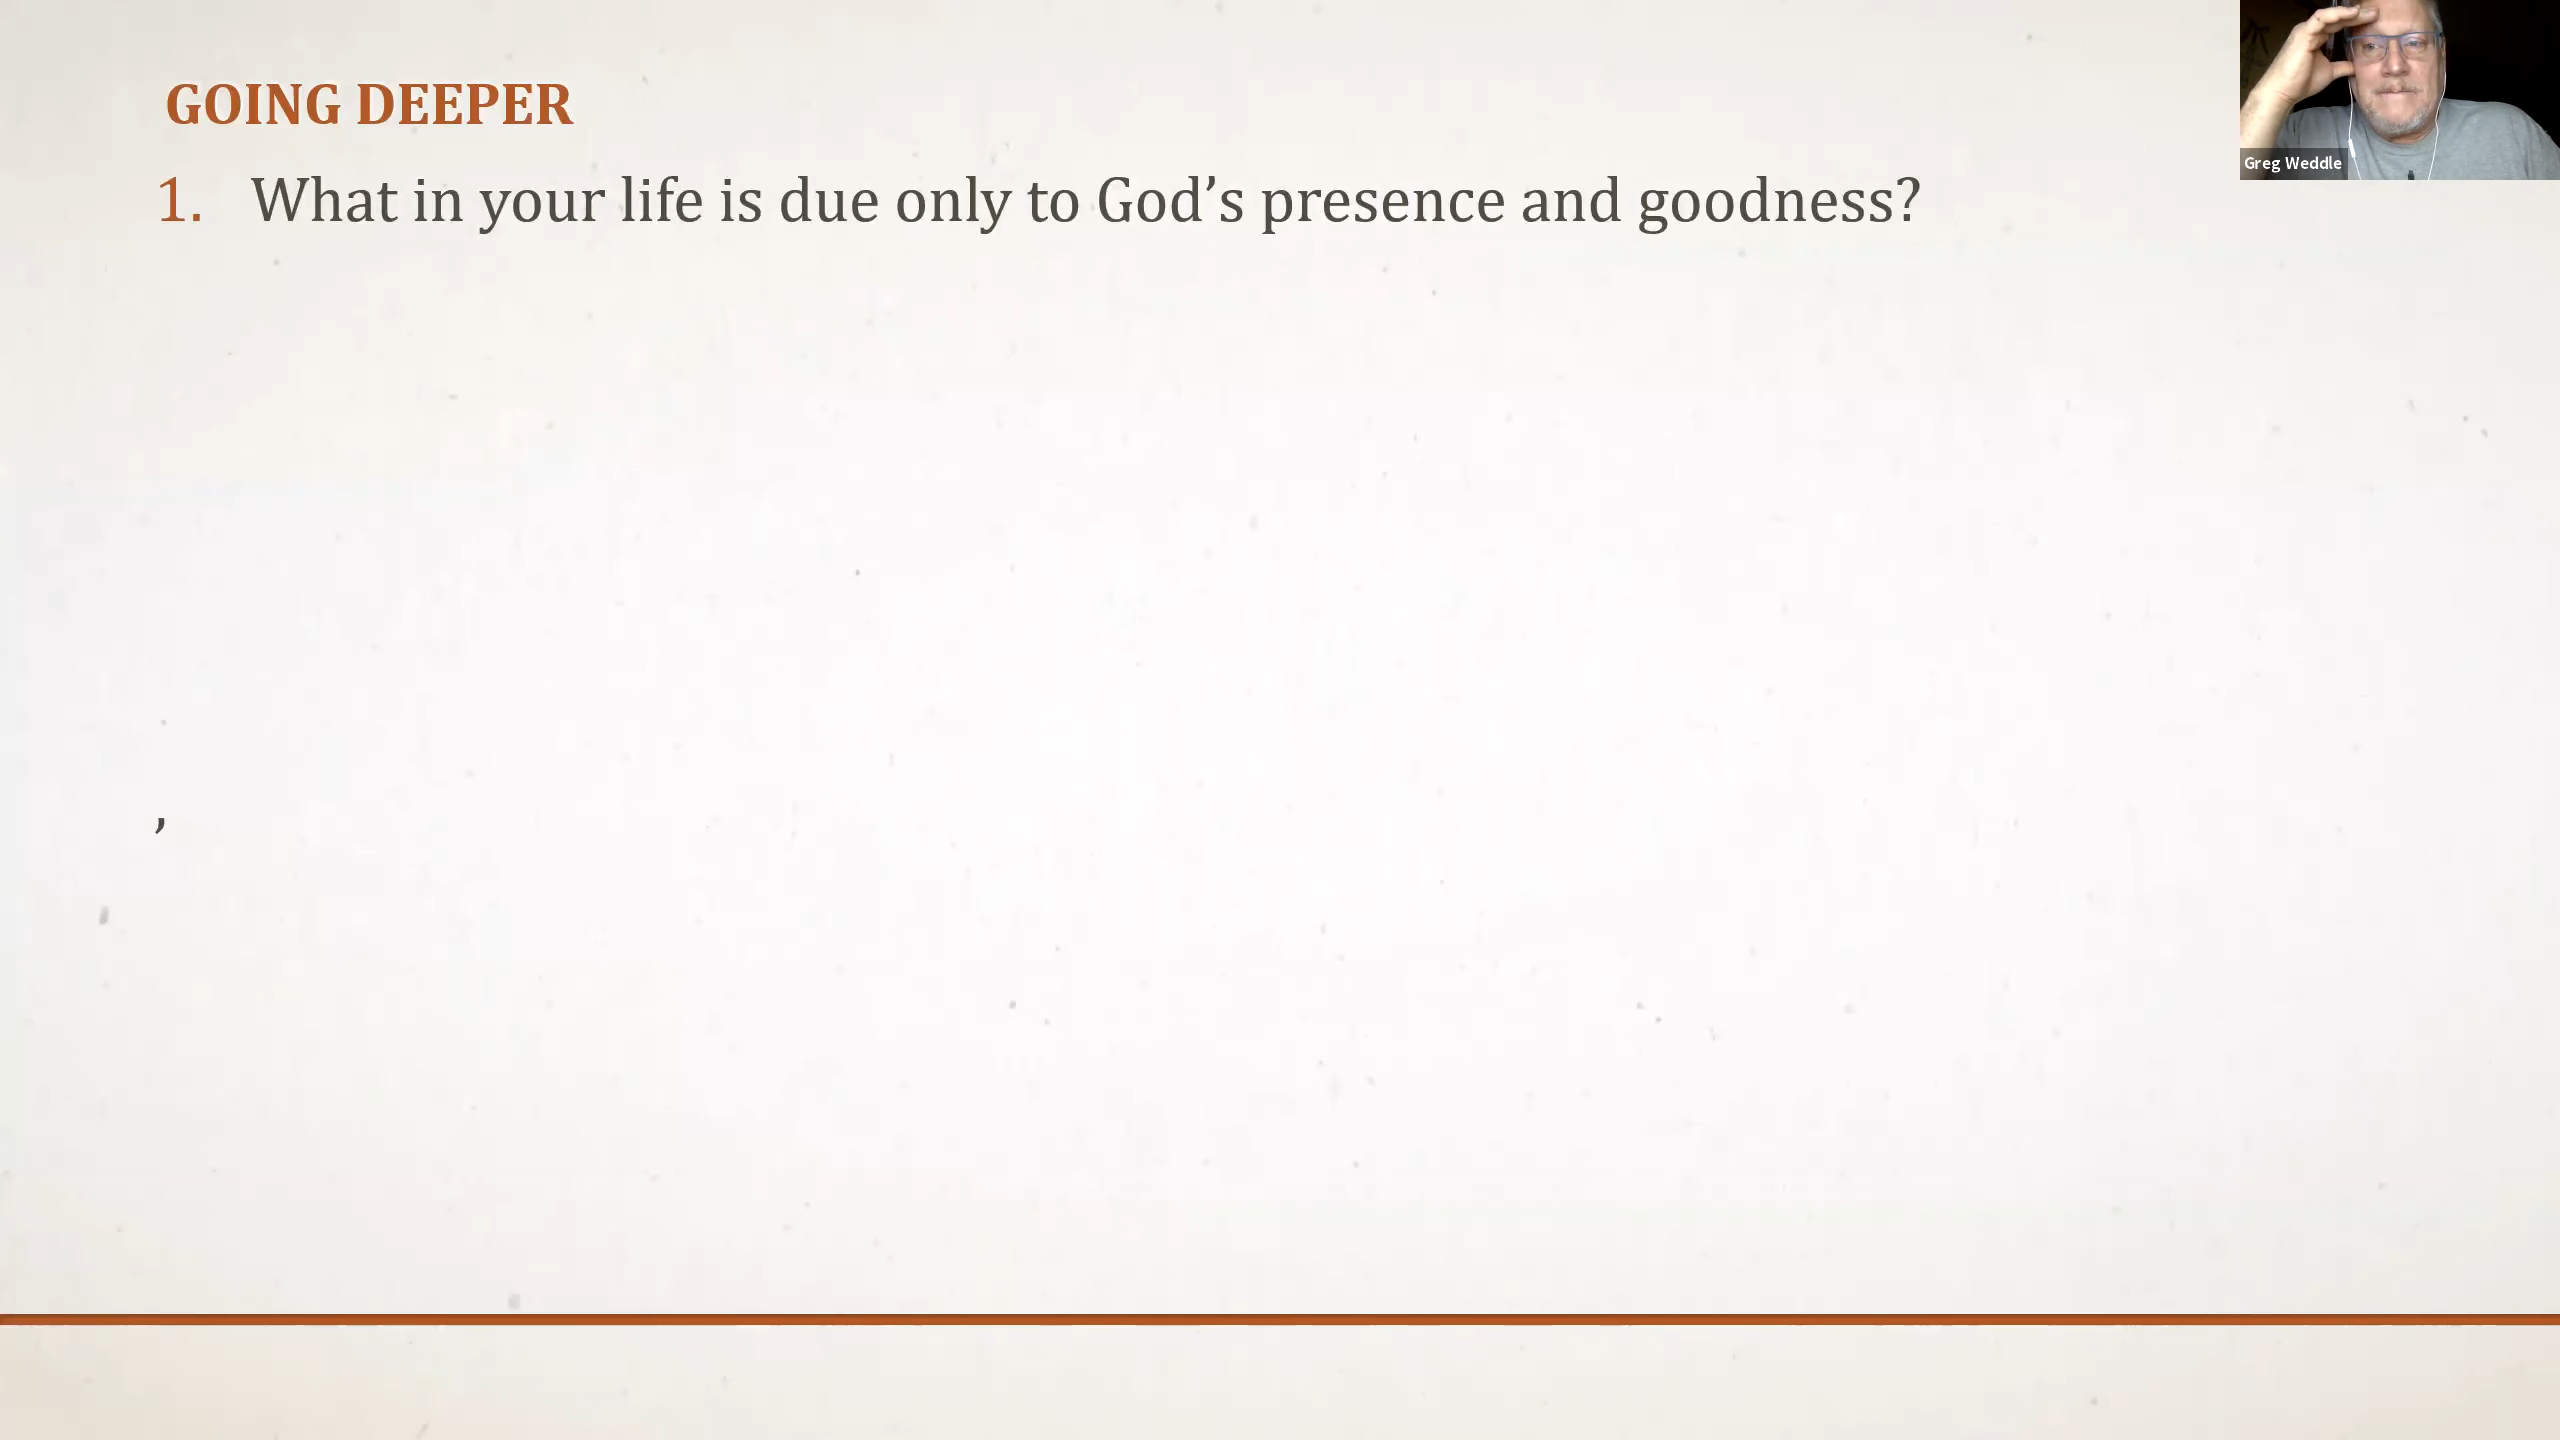 GOING DEEPER
1. What in your life is due only to God’s presence and goodness?
Greg Weddle
,